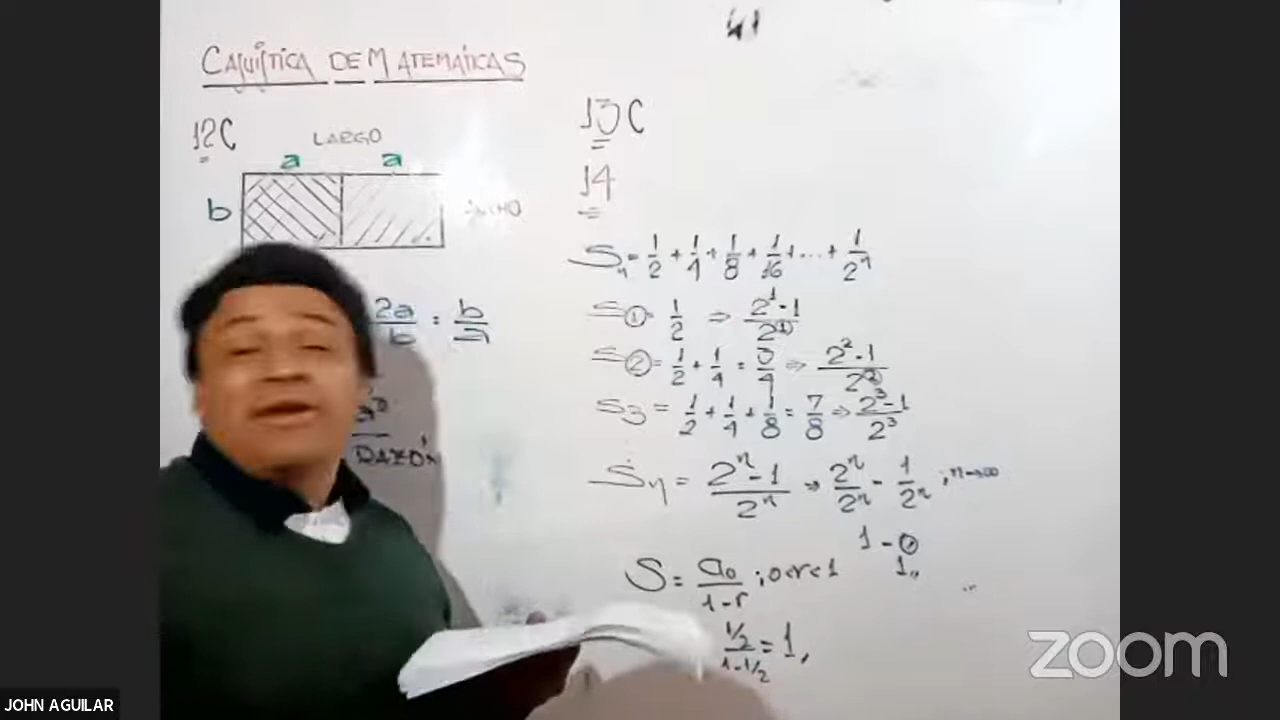 CASUÍSTICA DE MATEMÁTICAS
12C
LARGO
a a
b
2a/b = b/a
RAZÓN
13C
14
Sn = 1/2 + 1/4 + 1/8 + 1/16 + ... + 1/2^n
S1 = 1/2 ⇒ (2^1 - 1)/2^1
S2 = 1/2 + 1/4 = 3/4 ⇒ (2^2 - 1)/2^2
S3 = 1/2 + 1/4 + 1/8 = 7/8 ⇒ (2^3 - 1)/2^3
Sn = (2^n - 1)/2^n ⇒ 2^n/2^n - 1/2^n ; n→∞
1 - 0
1,,
S = a0/(1-r) ; 0<r<1
(1/2)/(1-1/2) = 1,
zoom
JOHN AGUILAR